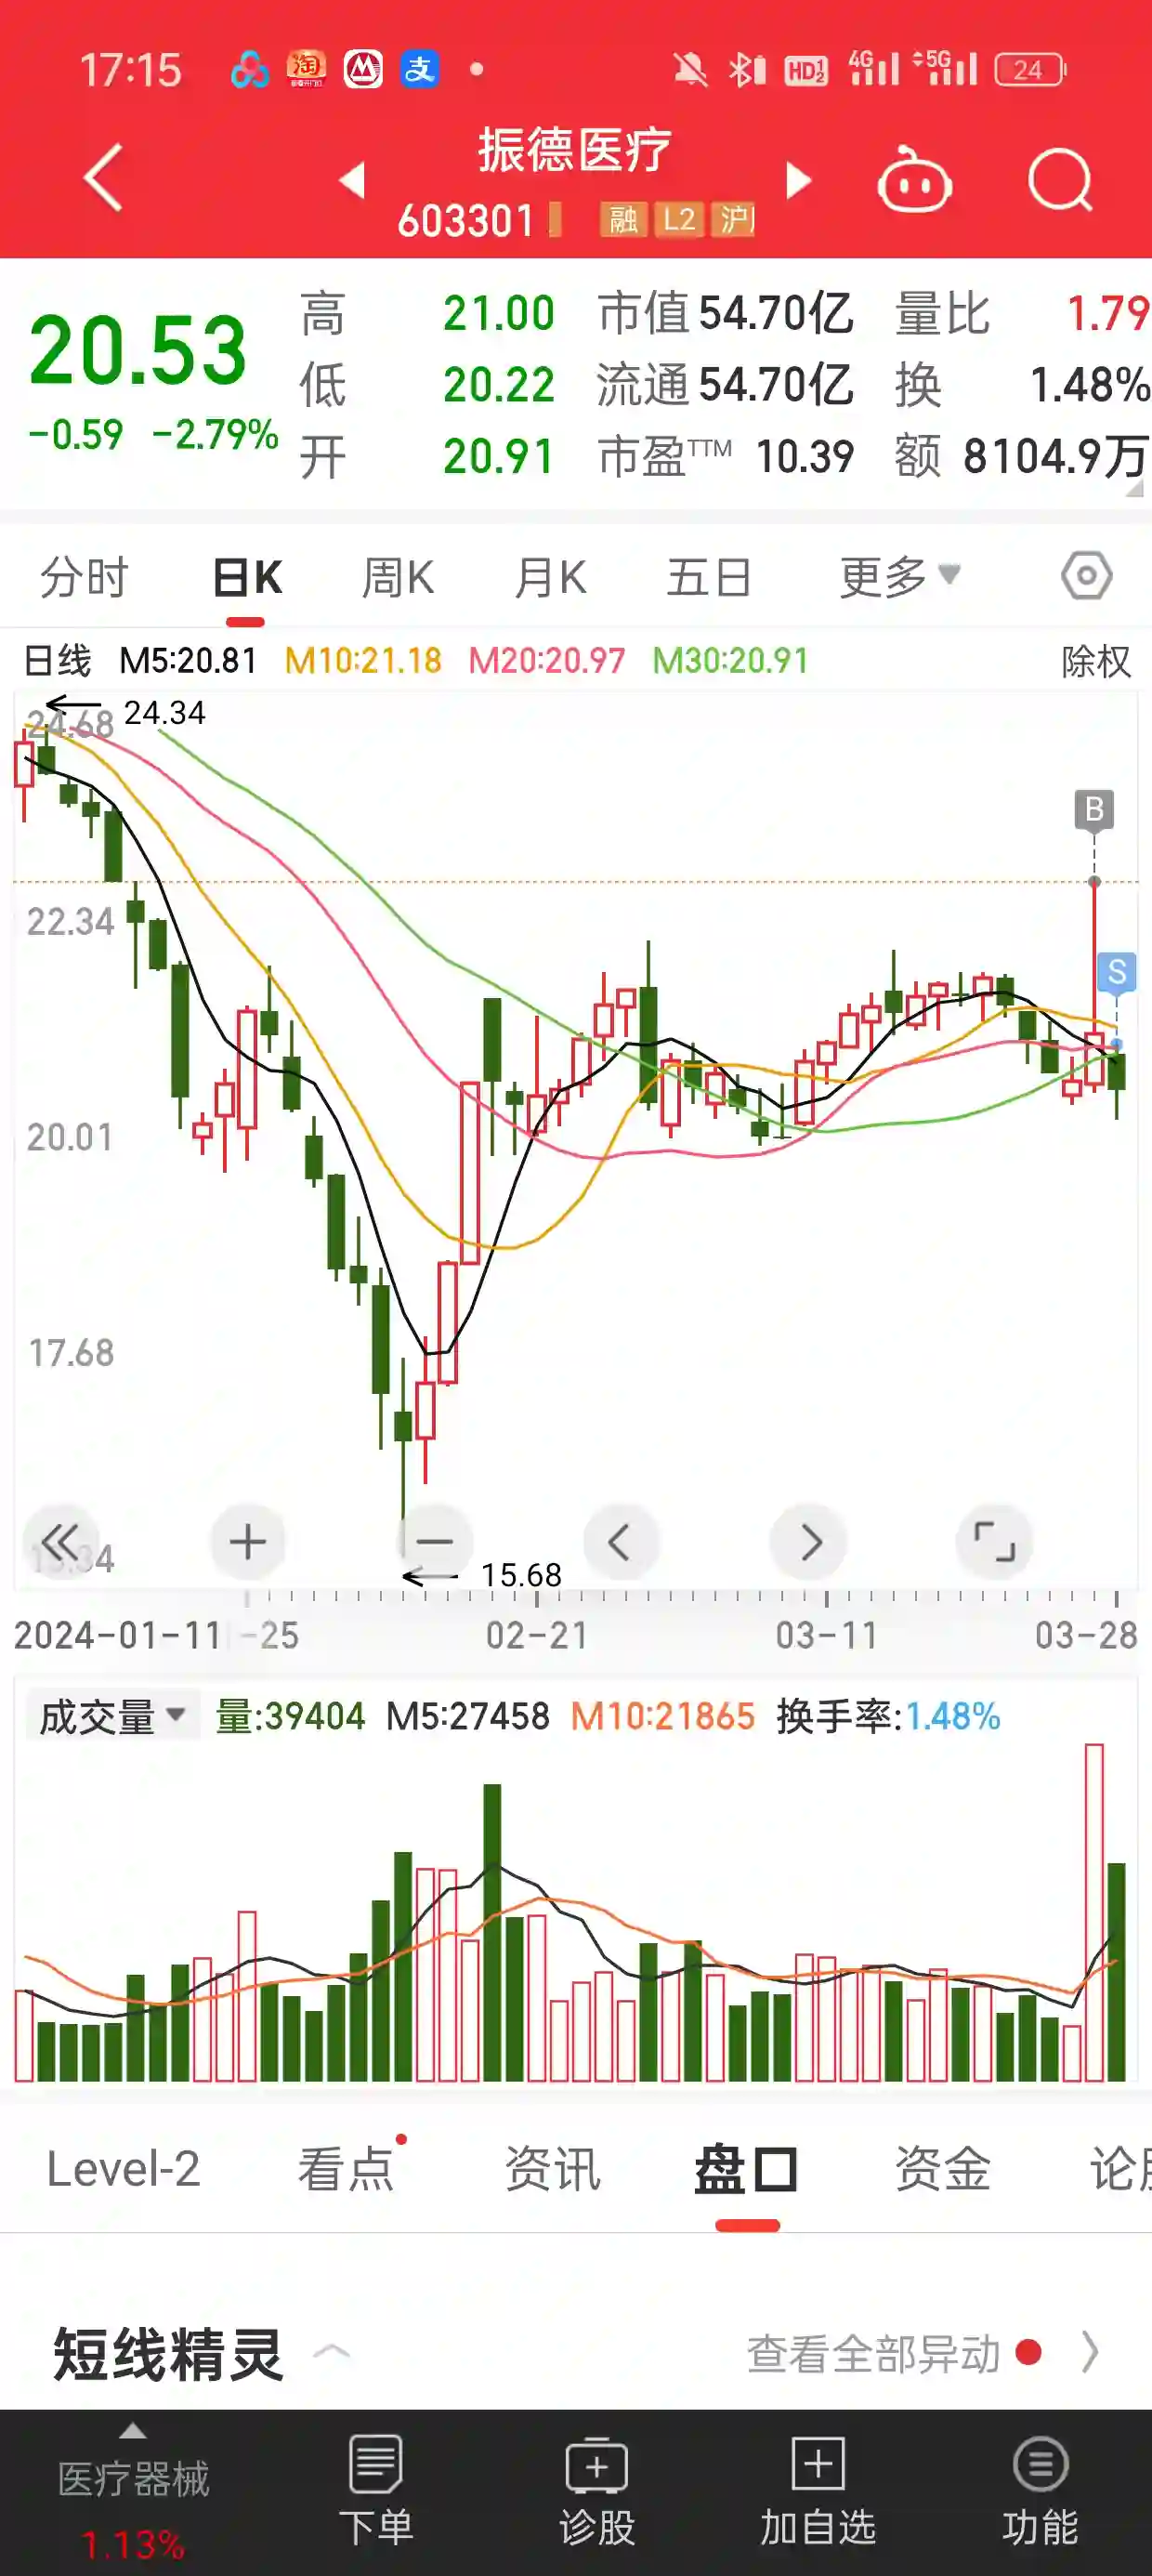 17:15 淘 支 HD 1 2 4G 5G 24
振德医疗
603301 融 L2 沪
20.53 高 21.00 市值 54.70亿 量比 1.79
低 20.22 流通 54.70亿 换 1.48%
-0.59 -2.79% 开 20.91 市盈TTM 10.39 额 8104.9万
分时 日K 周K 月K 五日 更多
日线 M5:20.81 M10:21.18 M20:20.97 M30:20.91 除权
24.68 24.34
B
22.34
S
20.01
17.68
15.68
2024-01-11 -25 02-21 03-11 03-28
成交量 量:39404 M5:27458 M10:21865 换手率:1.48%
Level-2 看点 资讯 盘口 资金 论
短线精灵 查看全部异动
医疗器械 下单 诊股 加自选 功能
1.13%